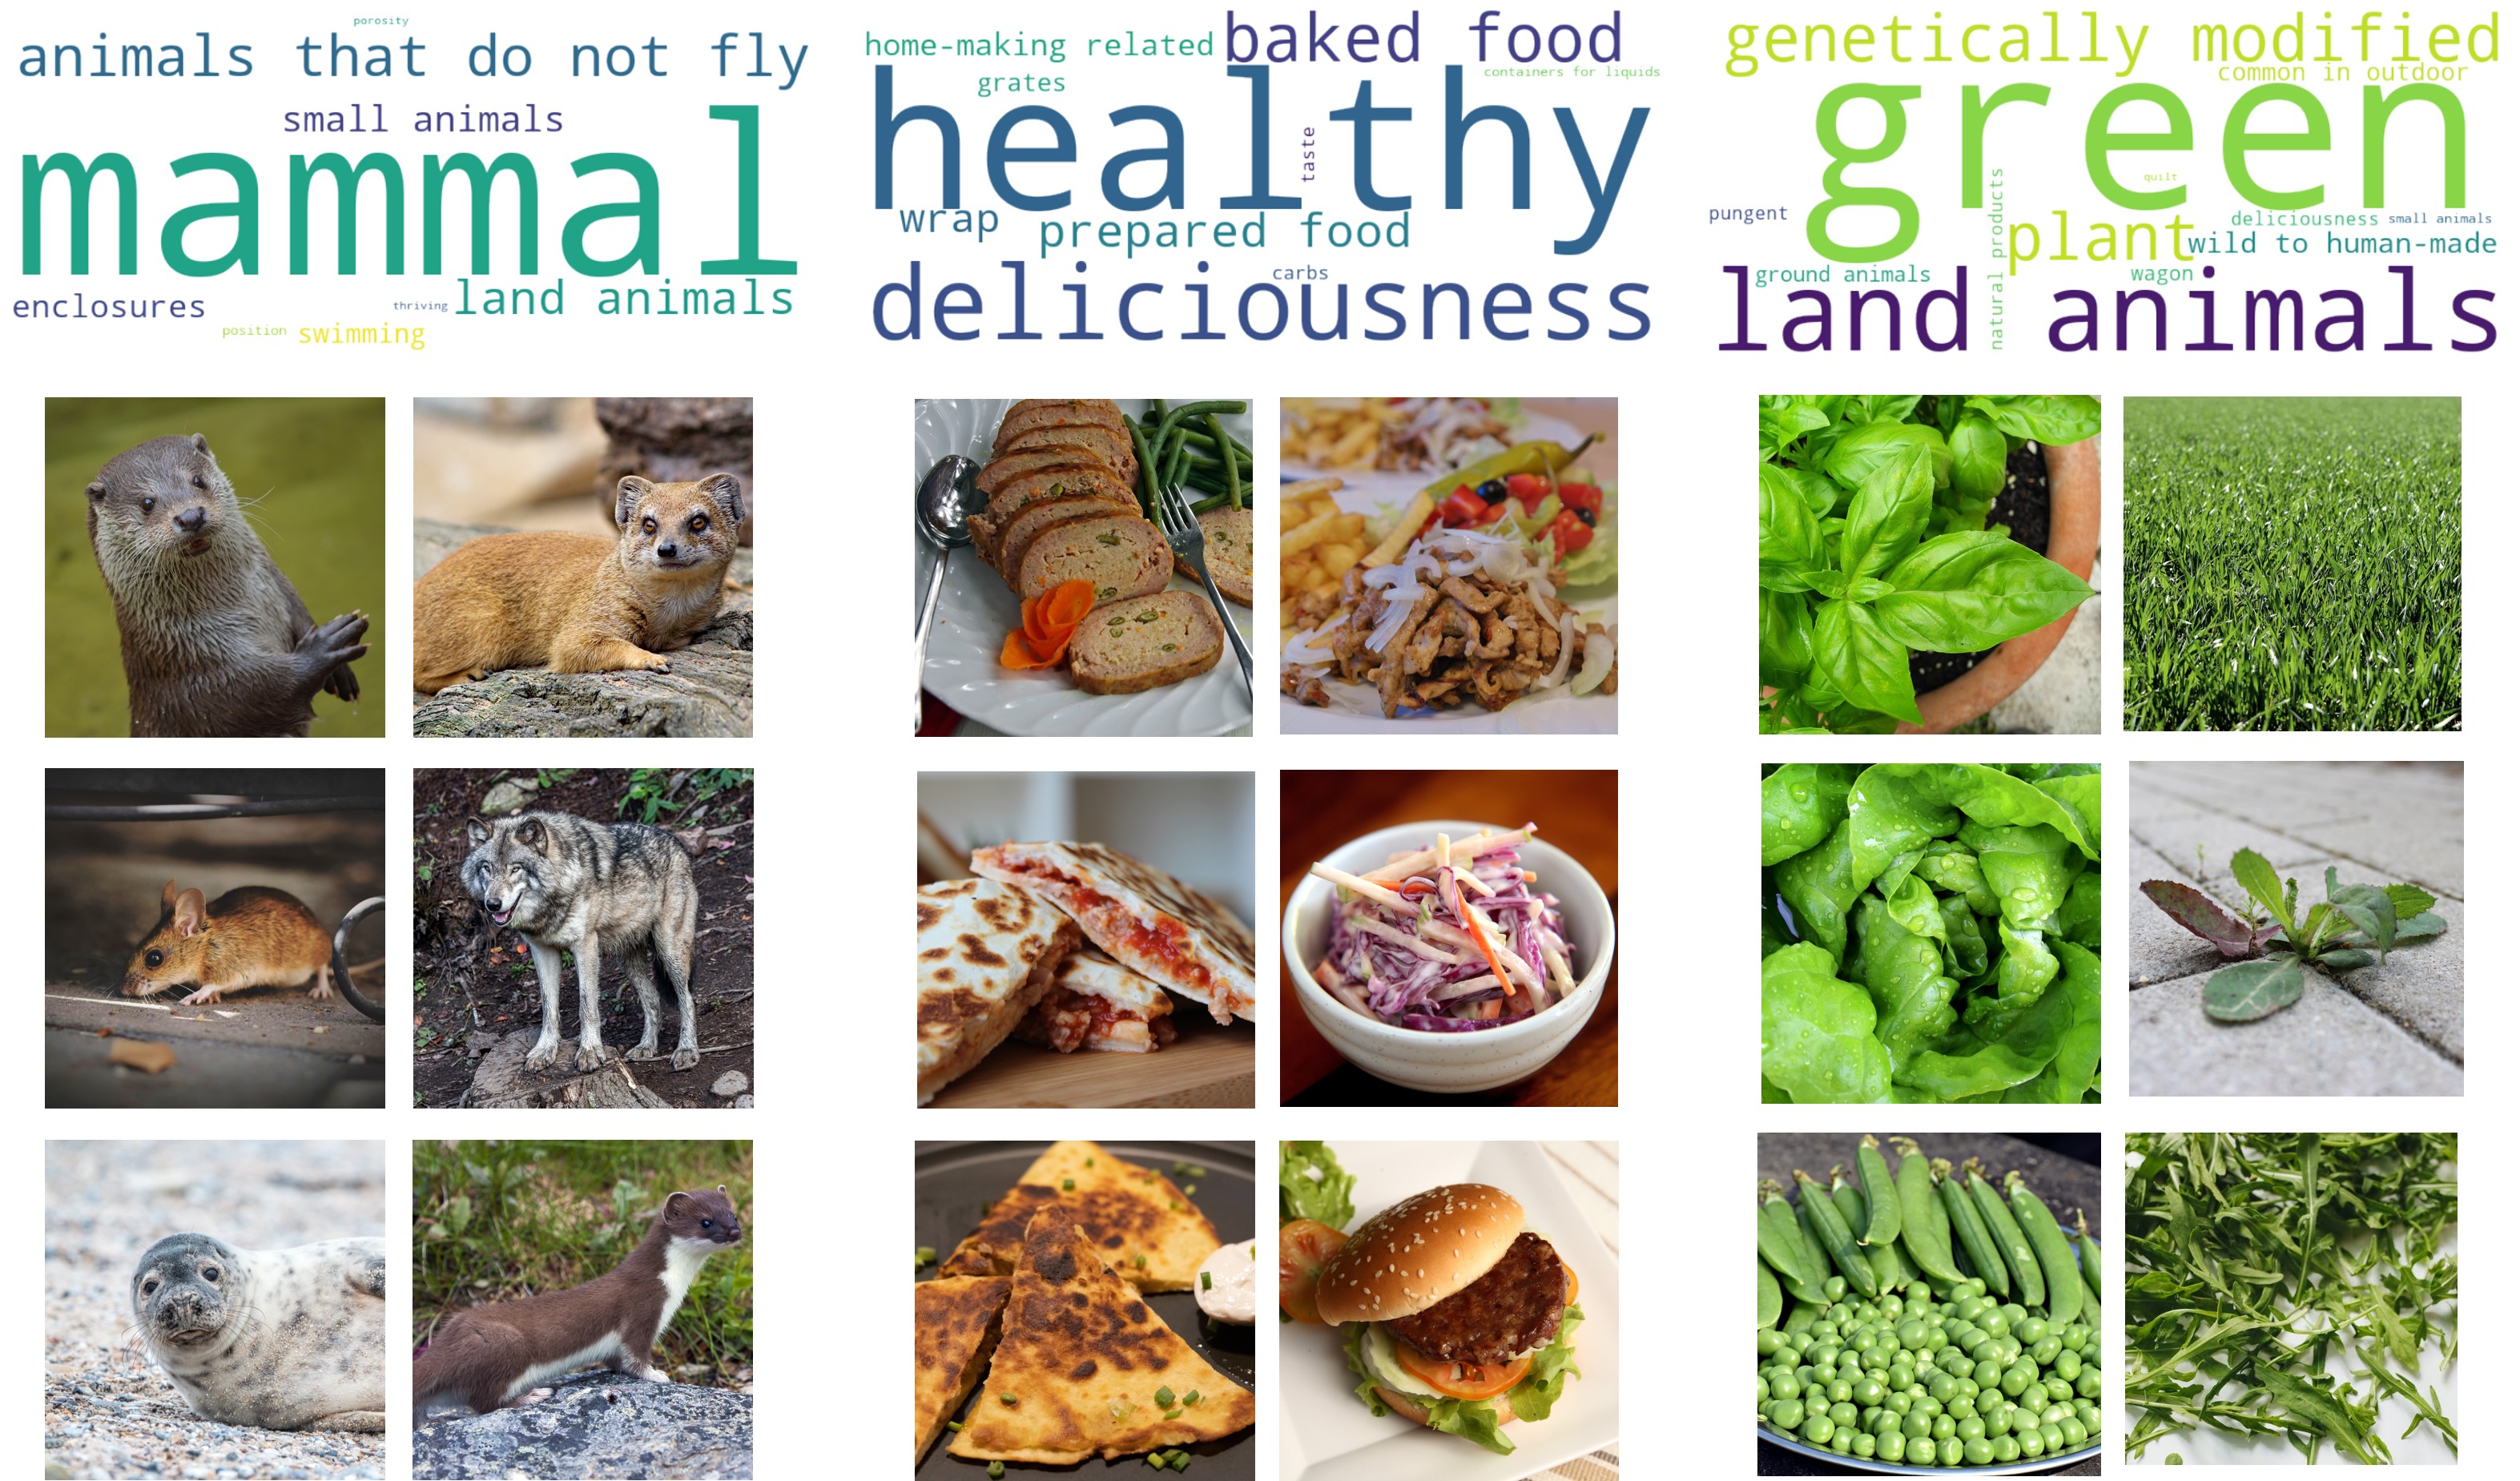 porosity
animals that do not fly
small animals
mammal
enclosures
thriving
land animals
position
swimming
home-making related
baked food
grates
containers for liquids
healthy
taste
wrap
prepared food
carbs
deliciousness
genetically modified
common in outdoor
green
quilt
natural products
pungent
plant
deliciousness
small animals
wild to human-made
ground animals
wagon
land animals